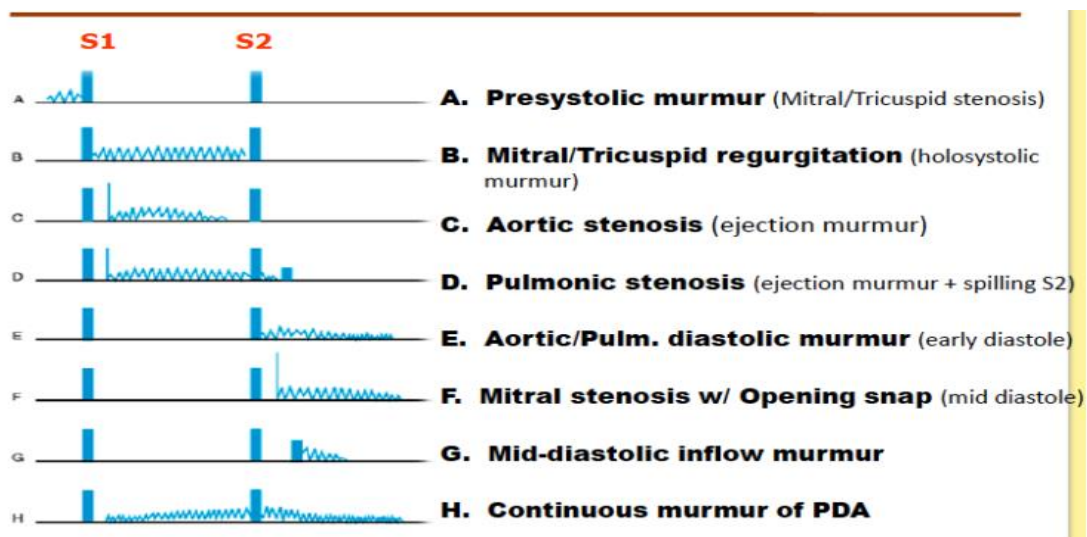 S1 S2
A A. Presystolic murmur (Mitral/Tricuspid stenosis)
B B. Mitral/Tricuspid regurgitation (holosystolic
murmur)
C C. Aortic stenosis (ejection murmur)
D D. Pulmonic stenosis (ejection murmur + spilling S2)
E E. Aortic/Pulm. diastolic murmur (early diastole)
F F. Mitral stenosis w/ Opening snap (mid diastole)
G G. Mid-diastolic inflow murmur
H H. Continuous murmur of PDA